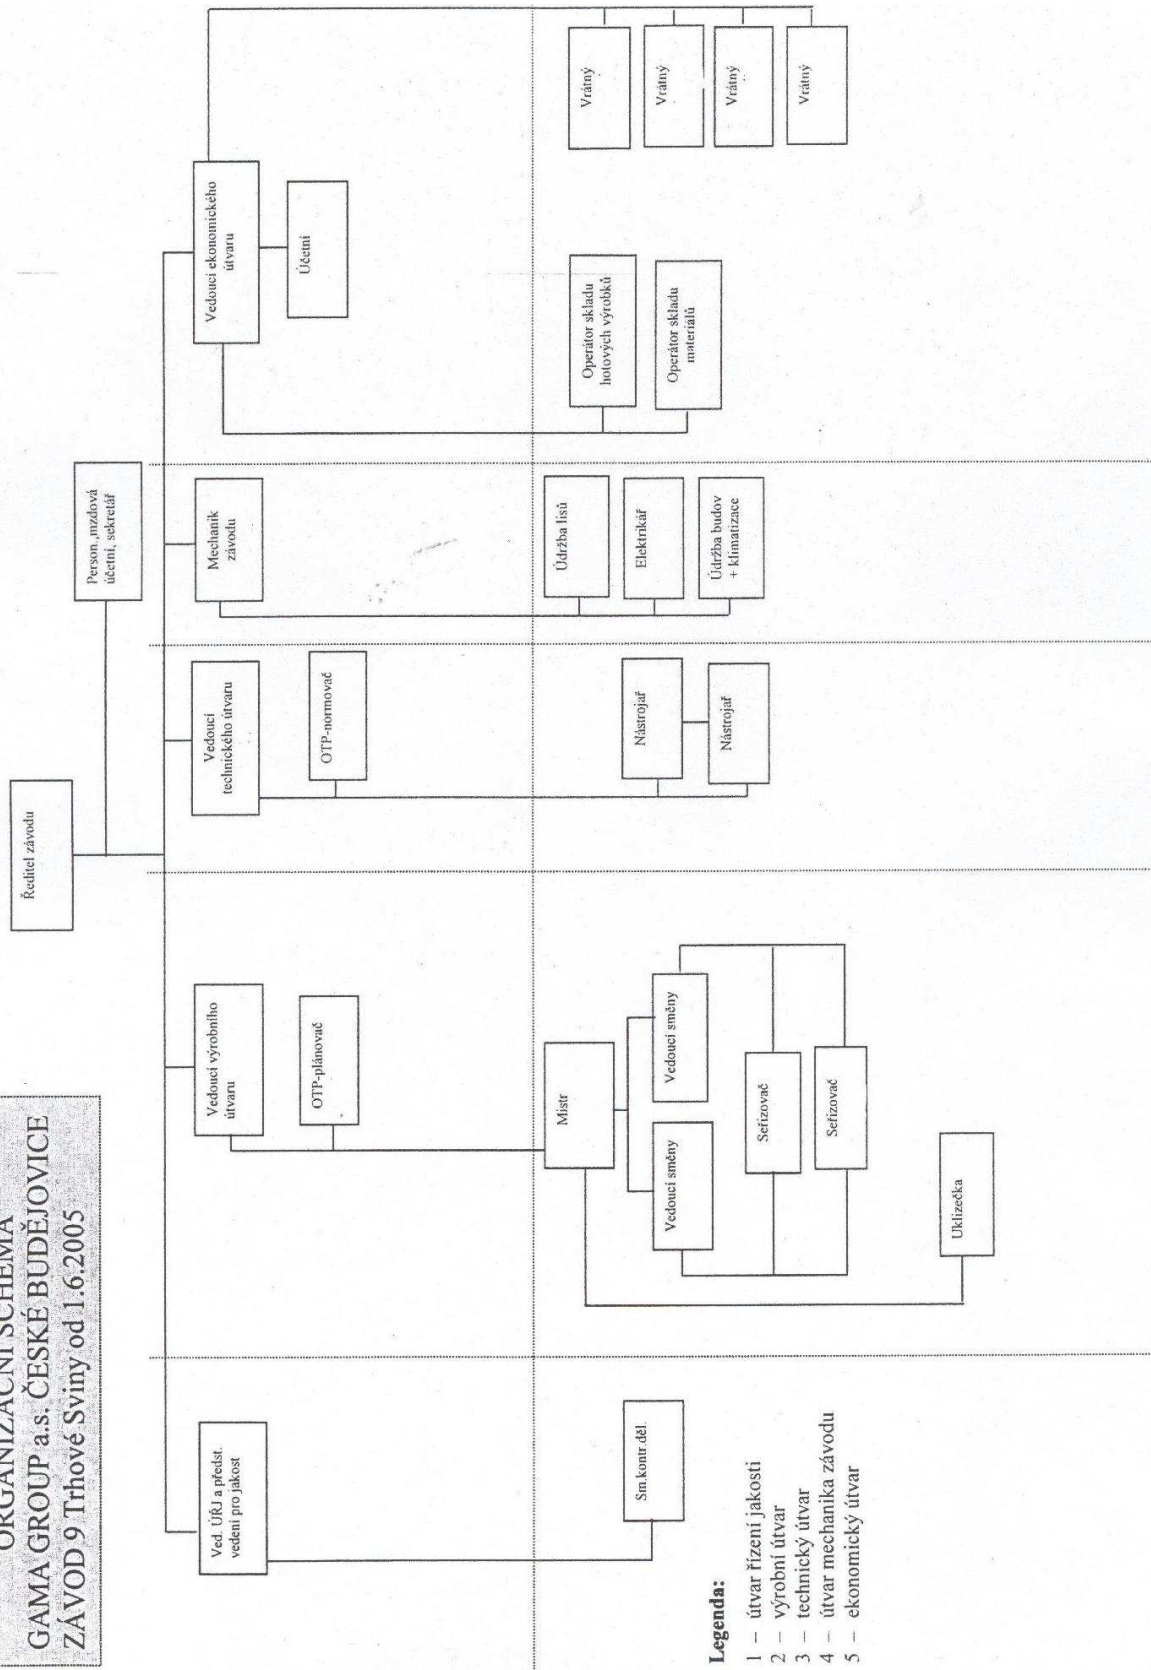 ORGANIZAČNÍ SCHÉMA
GAMA GROUP a.s. ČESKÉ BUDĚJOVICE
ZÁVOD 9 Trhové Sviny od 1.6.2005
Ředitel závodu
Person.,mzdová
účetní, sekretář
Ved. ÚŘJ a předst.
vedení pro jakost
Vedoucí výrobního
útvaru
Vedoucí
technického útvaru
Mechanik
závodu
Vedoucí ekonomického
útvaru
OTP-plánovač
OTP-normovač
Účetní
Sm.kontr.děl.
Mistr
Vedoucí směny
Vedoucí směny
Seřizovač
Seřizovač
Uklízečka
Nástrojař
Nástrojař
Údržba lisů
Elektrikář
Údržba budov
+ klimatizace
Operátor skladu
hotových výrobků
Operátor skladu
materiálů
Vrátný
Vrátný
Vrátný
Vrátný
Legenda:
1 – útvar řízení jakosti
2 – výrobní útvar
3 – technický útvar
4 – útvar mechanika závodu
5 – ekonomický útvar